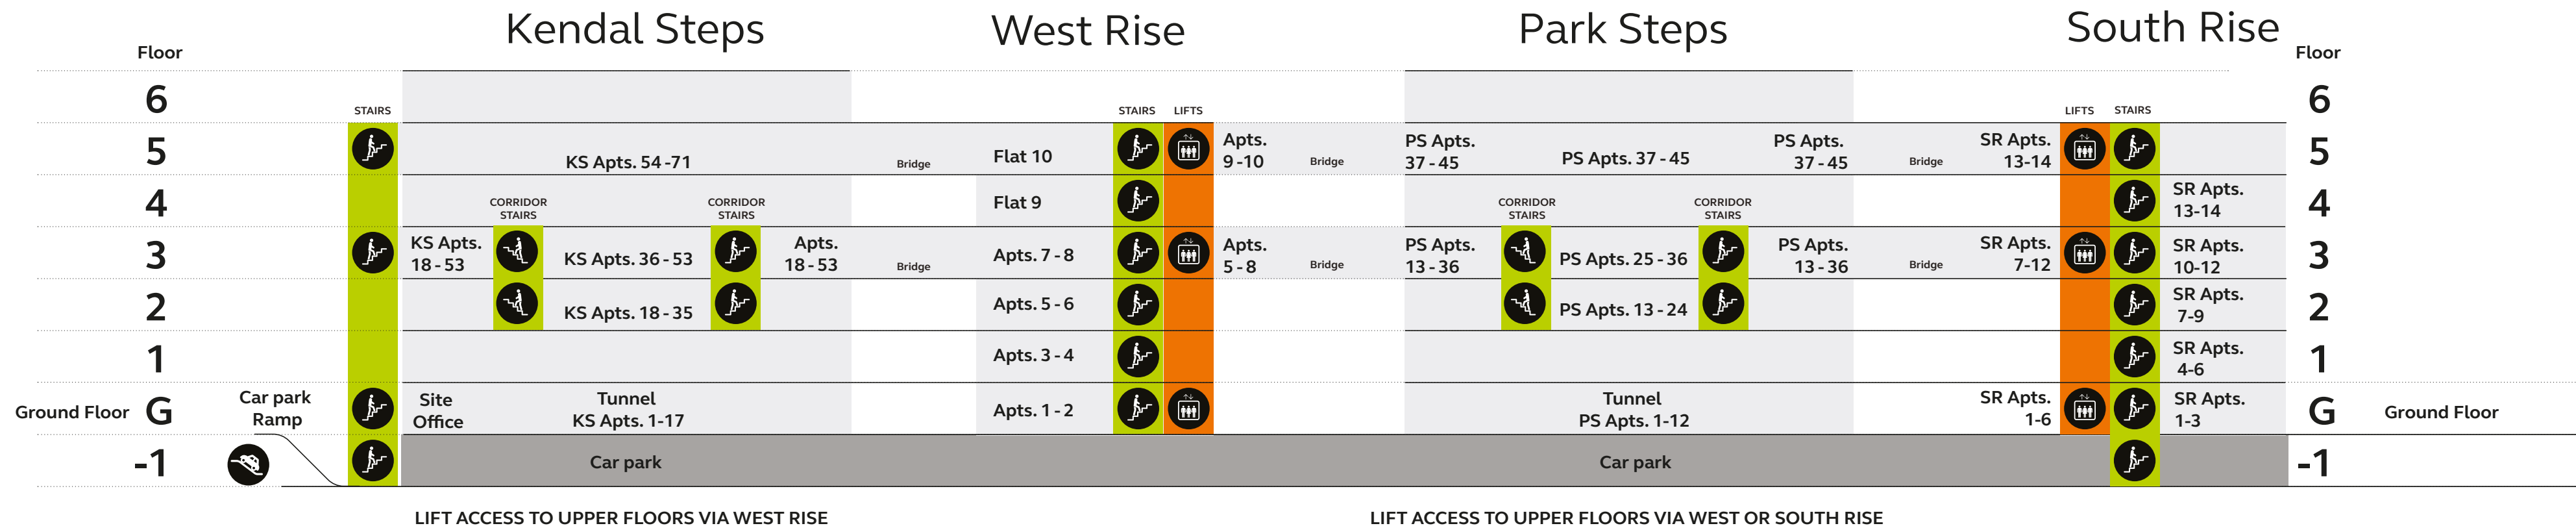 Kendal Steps
West Rise
Park Steps
South Rise
Floor
Floor
6
STAIRS
STAIRS
LIFTS
LIFTS
STAIRS
6
5
KS Apts. 54 -71
Bridge
Flat 10
Apts.
9 -10
Bridge
PS Apts.
37 - 45
PS Apts. 37 - 45
PS Apts.
37 - 45
Bridge
SR Apts.
13-14
5
4
CORRIDOR
STAIRS
CORRIDOR
STAIRS
Flat 9
CORRIDOR
STAIRS
CORRIDOR
STAIRS
SR Apts.
13-14
4
3
KS Apts.
18 - 53
KS Apts. 36 - 53
Apts.
18 - 53
Bridge
Apts. 7 - 8
Apts.
5 - 8
Bridge
PS Apts.
13 - 36
PS Apts. 25 - 36
PS Apts.
13 - 36
Bridge
SR Apts.
7-12
SR Apts.
10-12
3
2
KS Apts. 18 - 35
Apts. 5 - 6
PS Apts. 13 - 24
SR Apts.
7-9
2
1
Apts. 3 - 4
SR Apts.
4-6
1
Ground Floor
G
Car park
Ramp
Site
Office
Tunnel
KS Apts. 1-17
Apts. 1 - 2
Tunnel
PS Apts. 1-12
SR Apts.
1-6
SR Apts.
1-3
G
Ground Floor
-1
Car park
Car park
-1
LIFT ACCESS TO UPPER FLOORS VIA WEST RISE
LIFT ACCESS TO UPPER FLOORS VIA WEST OR SOUTH RISE